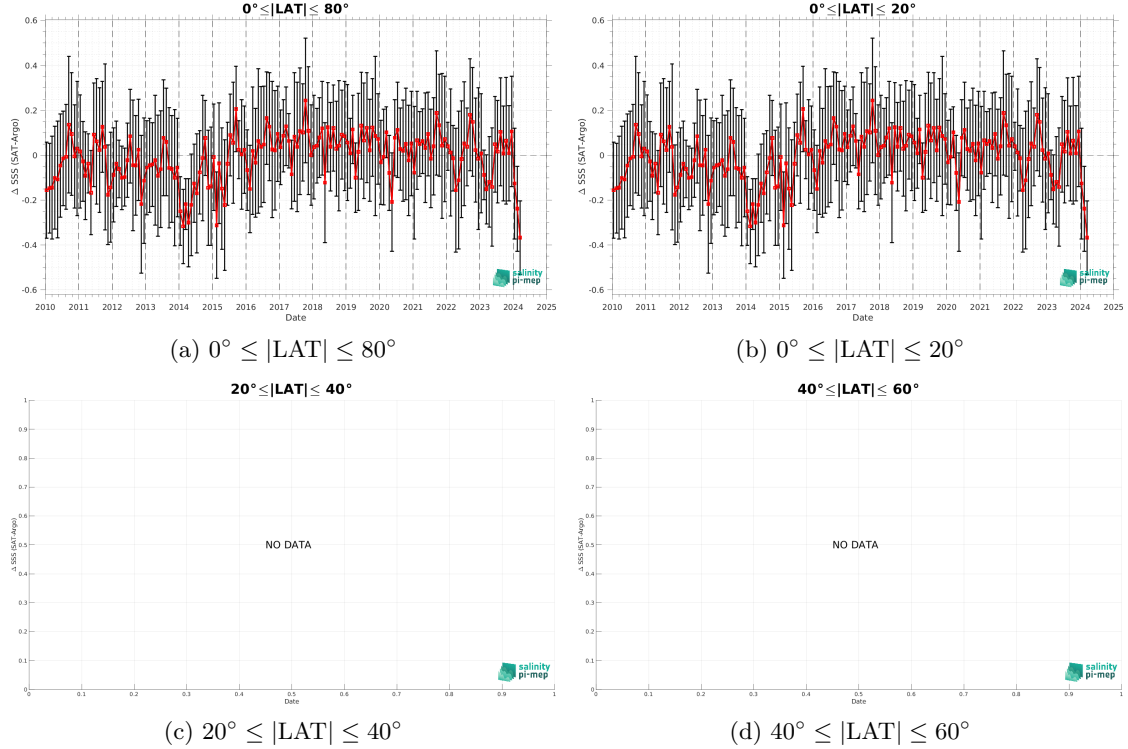 0°≤|LAT|≤ 80°
0.6
0.4
0.2
0
-0.2
-0.4
-0.6
Δ SSS (SAT-Argo)
2010 2011 2012 2013 2014 2015 2016 2017 2018 2019 2020 2021 2022 2023 2024 2025
Date
salinity
pi-mep
(a) 0° ≤ |LAT| ≤ 80°
0°≤|LAT|≤ 20°
0.6
0.4
0.2
0
-0.2
-0.4
-0.6
Δ SSS (SAT-Argo)
2010 2011 2012 2013 2014 2015 2016 2017 2018 2019 2020 2021 2022 2023 2024 2025
Date
salinity
pi-mep
(b) 0° ≤ |LAT| ≤ 20°
20°≤|LAT|≤ 40°
1
0.9
0.8
0.7
0.6
0.5
0.4
0.3
0.2
0.1
0
Δ SSS (SAT-Argo)
NO DATA
0 0.1 0.2 0.3 0.4 0.5 0.6 0.7 0.8 0.9 1
Date
salinity
pi-mep
(c) 20° ≤ |LAT| ≤ 40°
40°≤|LAT|≤ 60°
1
0.9
0.8
0.7
0.6
0.5
0.4
0.3
0.2
0.1
0
Δ SSS (SAT-Argo)
NO DATA
0 0.1 0.2 0.3 0.4 0.5 0.6 0.7 0.8 0.9 1
Date
salinity
pi-mep
(d) 40° ≤ |LAT| ≤ 60°